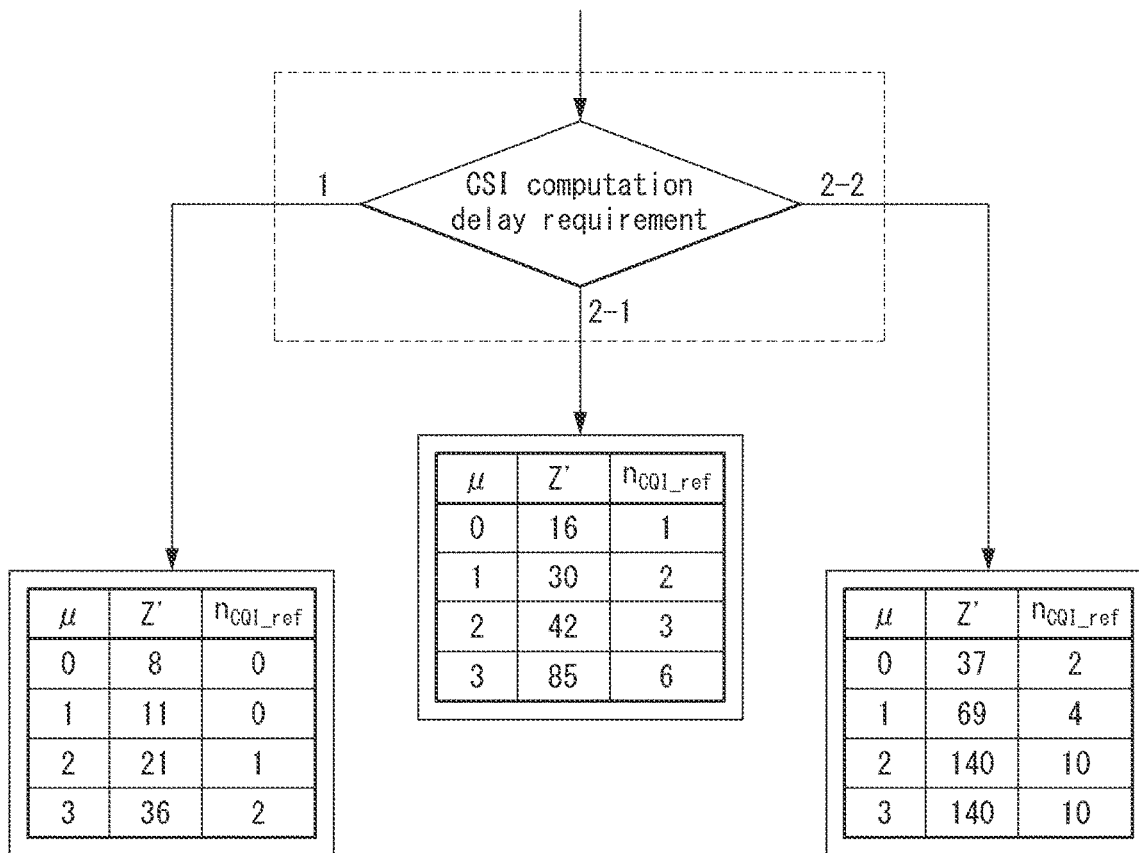 CSI computation
delay requirement
1
2-2
2-1
μ Z' nCQI_ref
0 16 1
1 30 2
2 42 3
3 85 6
μ Z' nCQI_ref
0 8 0
1 11 0
2 21 1
3 36 2
μ Z' nCQI_ref
0 37 2
1 69 4
2 140 10
3 140 10